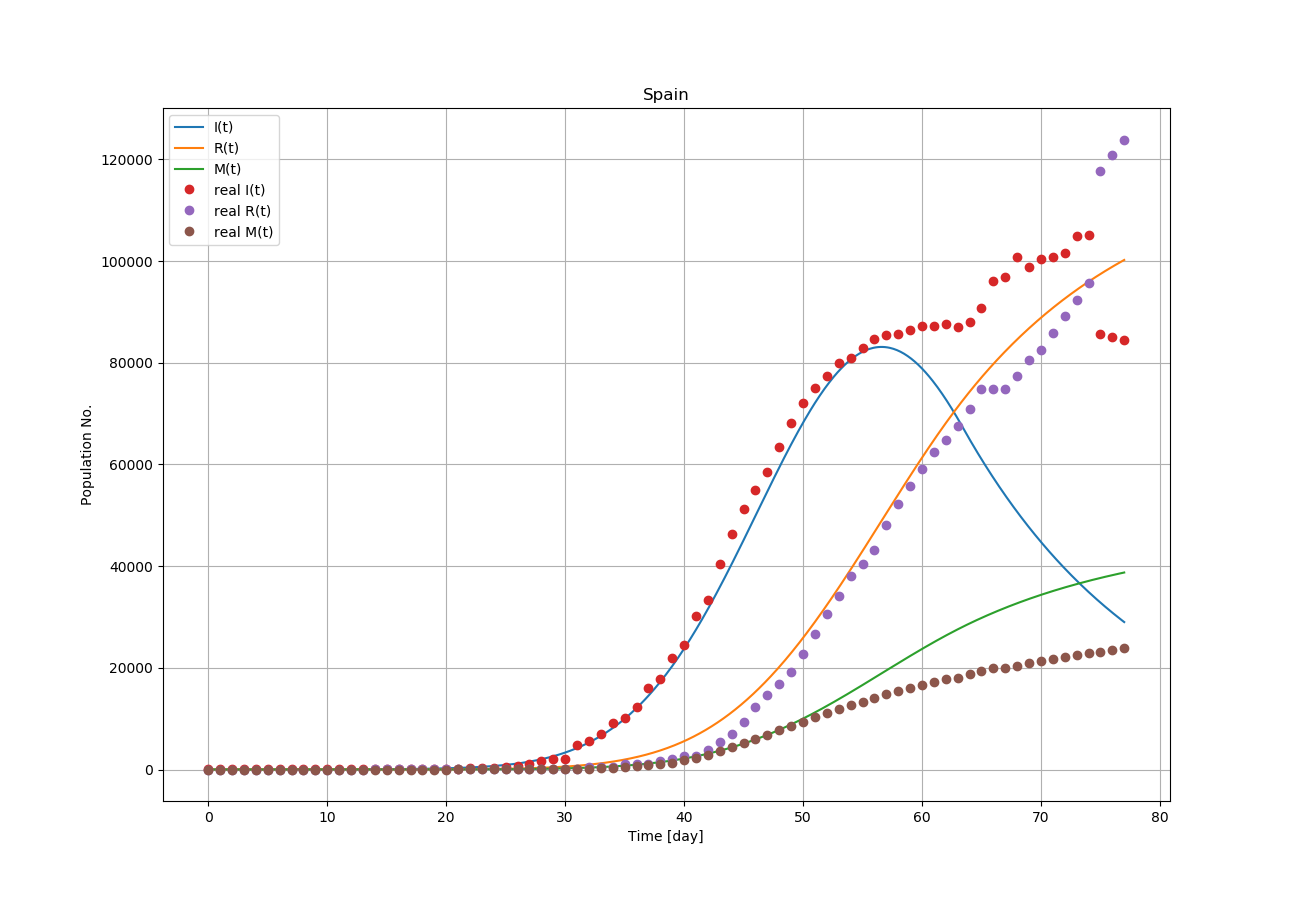 Spain
I(t)
R(t)
M(t)
real I(t)
real R(t)
real M(t)
120000
100000
80000
60000
40000
20000
0
Population No.
0 10 20 30 40 50 60 70 80
Time [day]